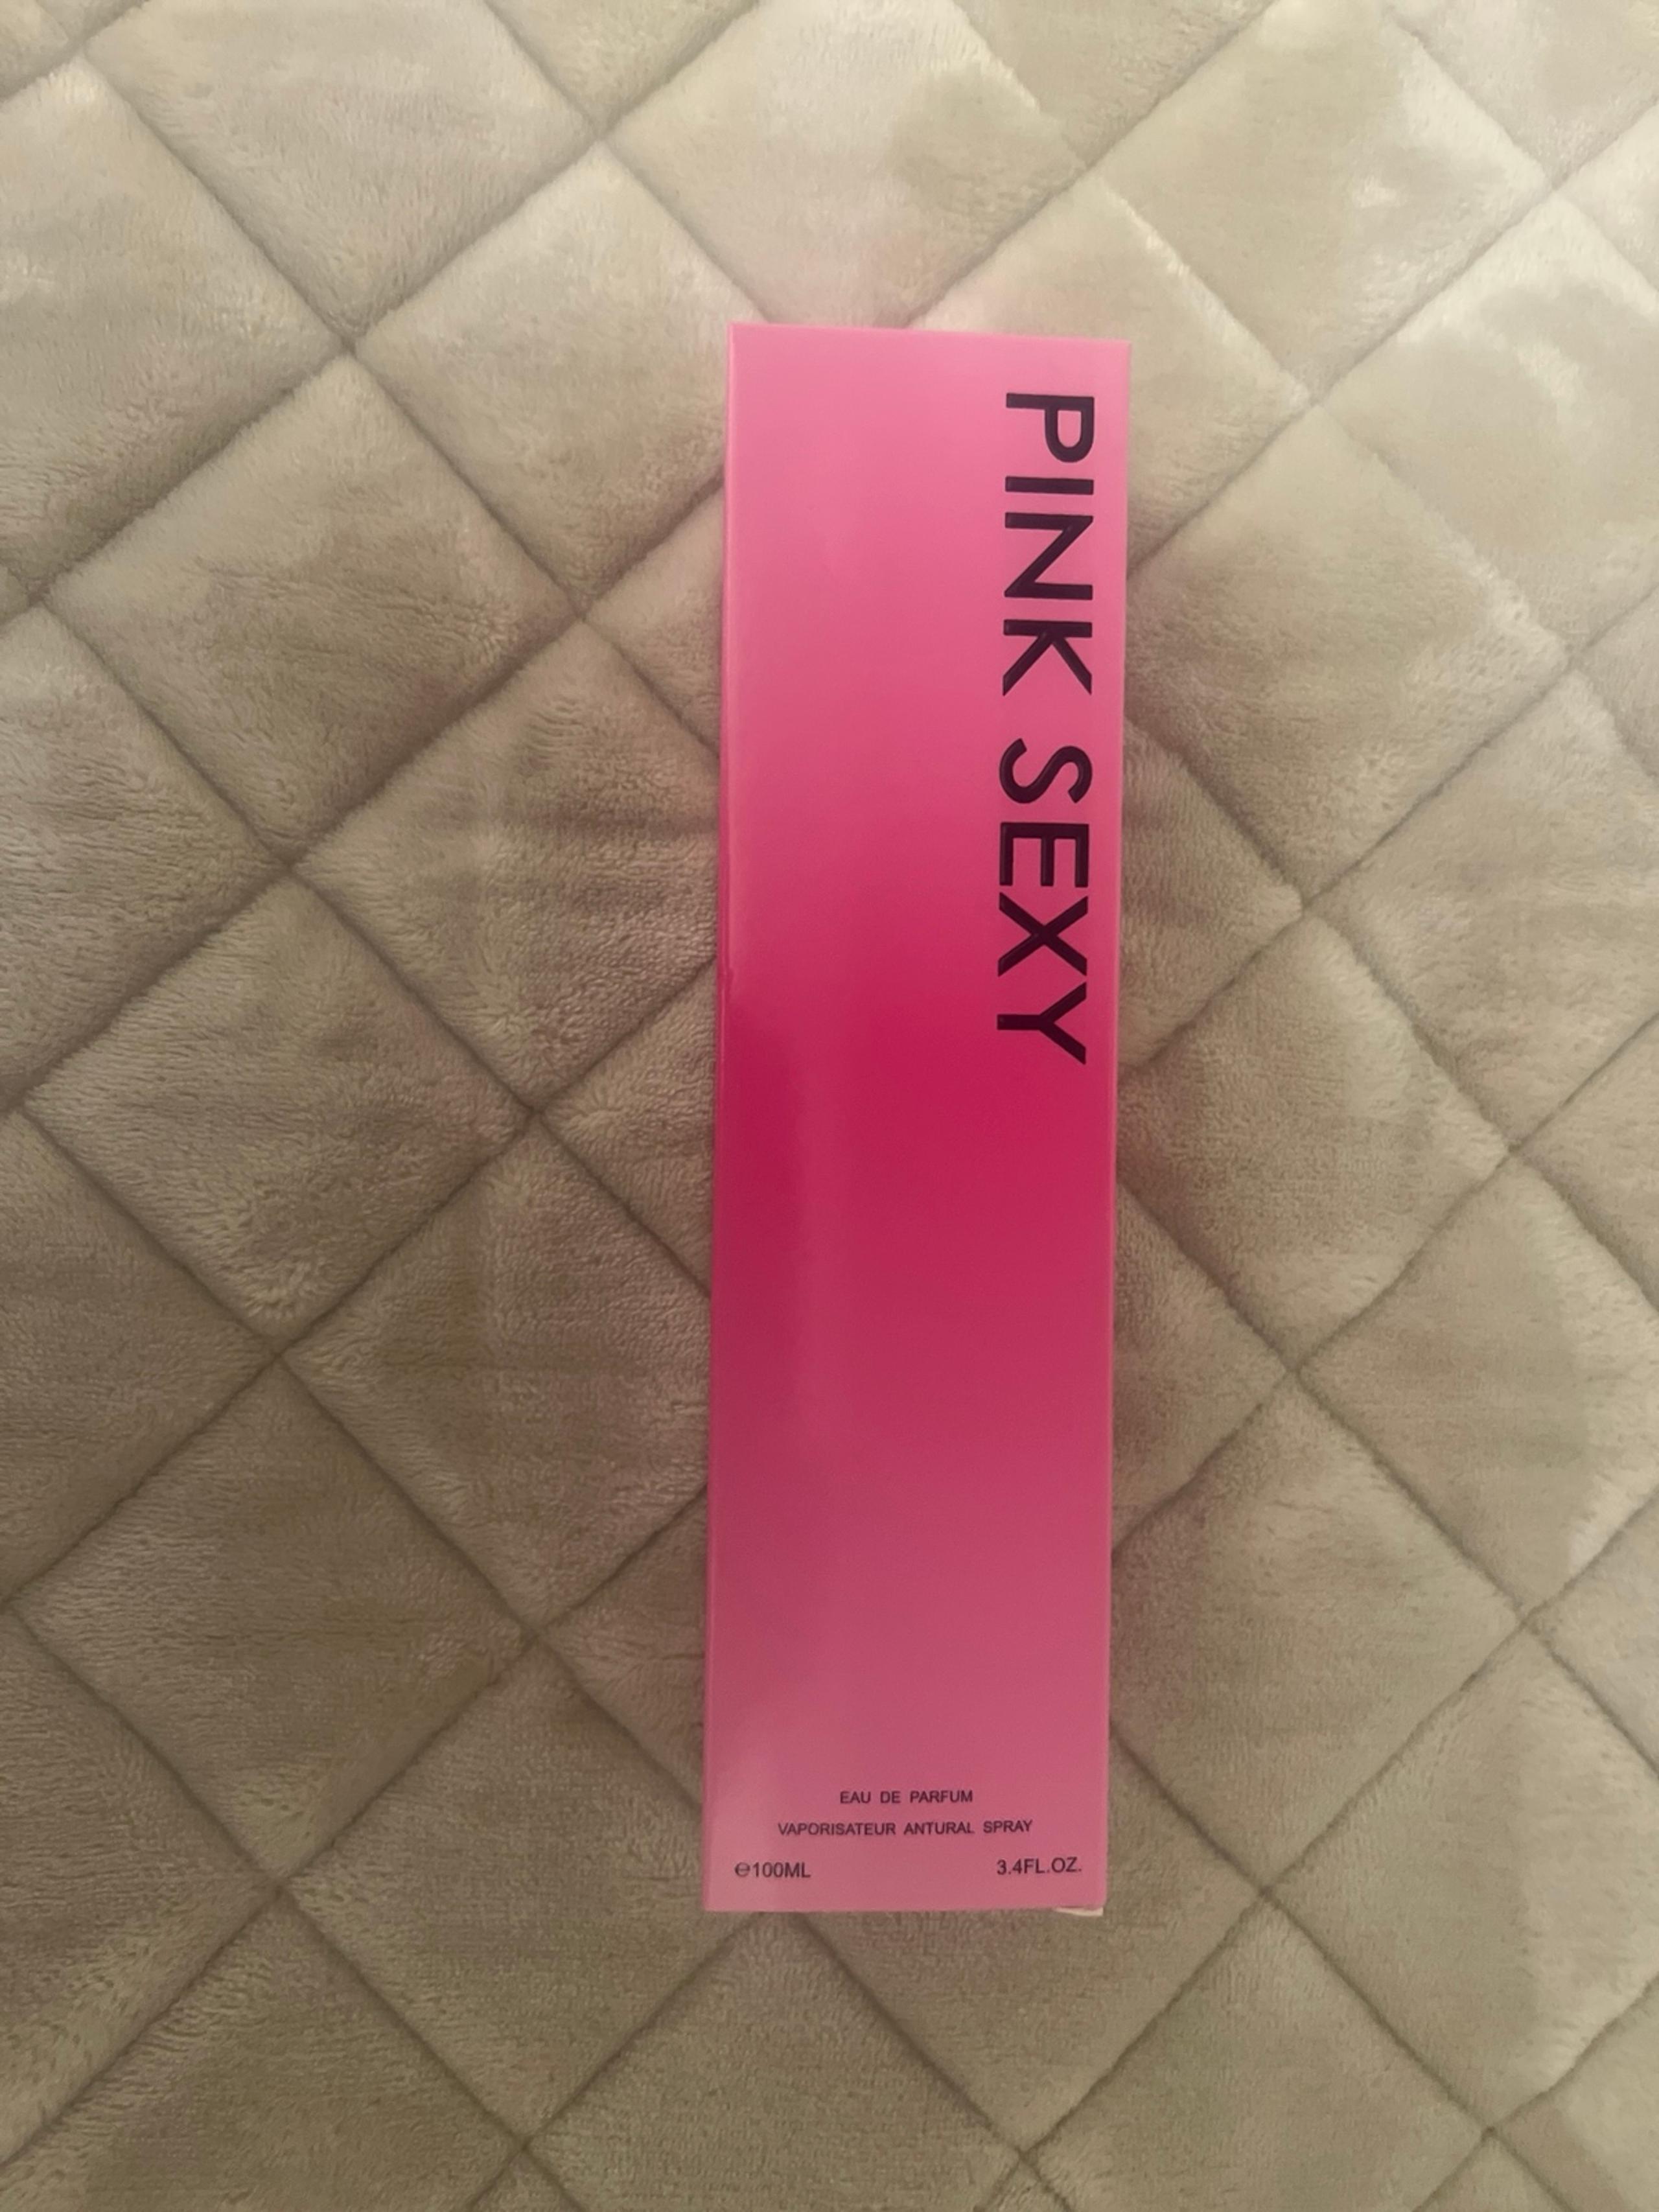 PINK SEXY
EAU DE PARFUM
VAPORISATEUR ANTURAL SPRAY
℮100ML 3.4FL.OZ.